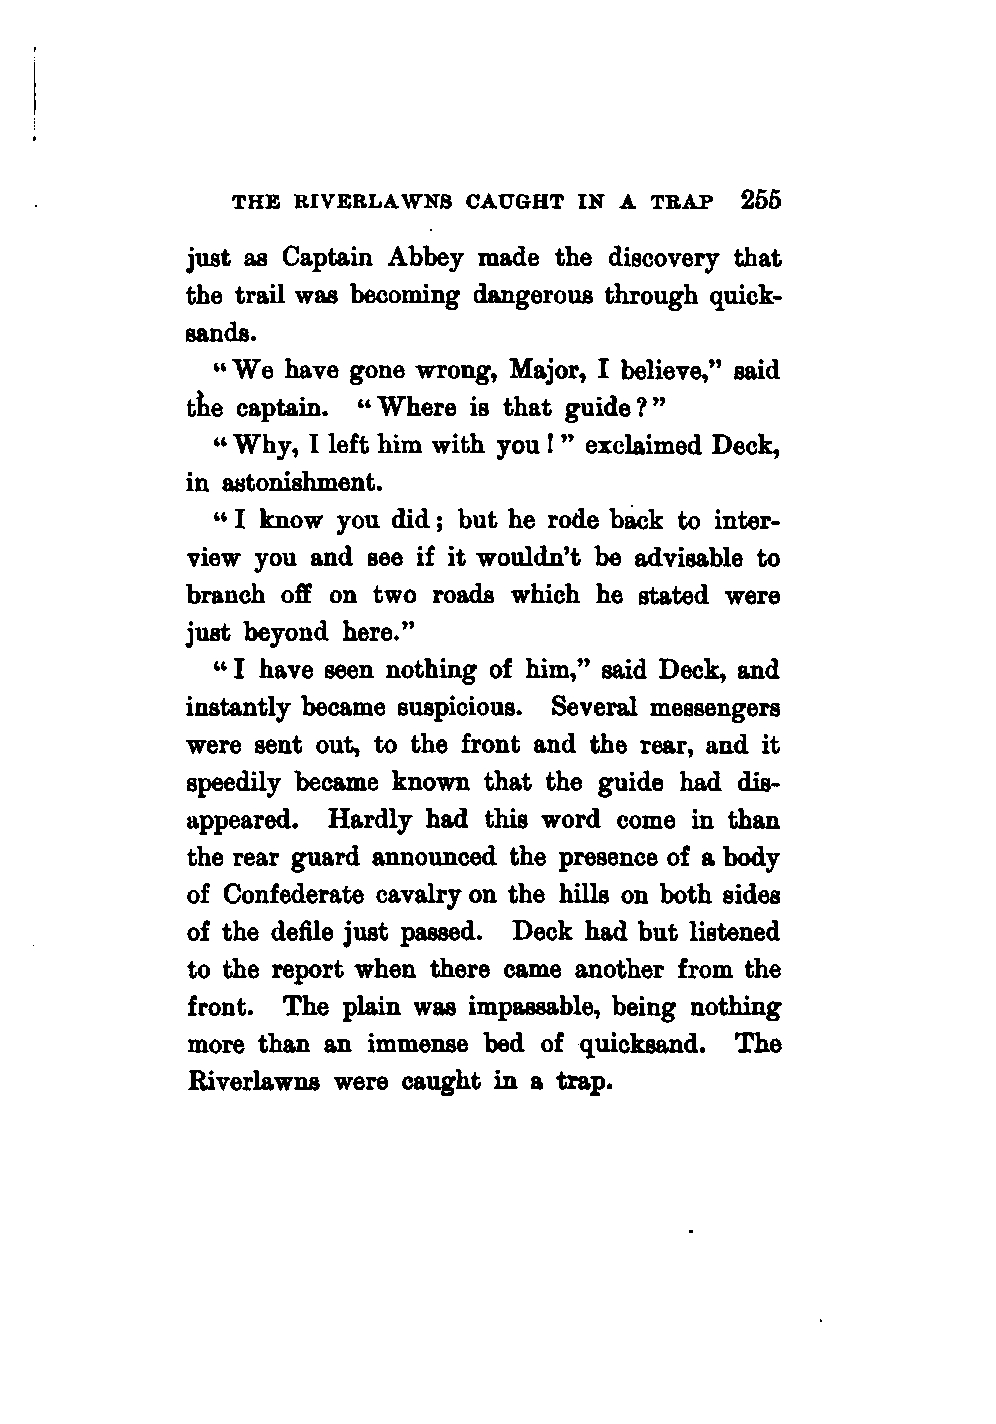 THE RIVERLAWNS CAUGHT IN A TRAP 255
just as Captain Abbey made the discovery that
the trail was becoming dangerous through quick-
sands.
“We have gone wrong, Major, I believe,” said
the captain. “Where is that guide?”
“Why, I left him with you!” exclaimed Deck,
in astonishment.
“I know you did; but he rode back to inter-
view you and see if it wouldn’t be advisable to
branch off on two roads which he stated were
just beyond here.”
“I have seen nothing of him,” said Deck, and
instantly became suspicious. Several messengers
were sent out, to the front and the rear, and it
speedily became known that the guide had dis-
appeared. Hardly had this word come in than
the rear guard announced the presence of a body
of Confederate cavalry on the hills on both sides
of the defile just passed. Deck had but listened
to the report when there came another from the
front. The plain was impassable, being nothing
more than an immense bed of quicksand. The
Riverlawns were caught in a trap.